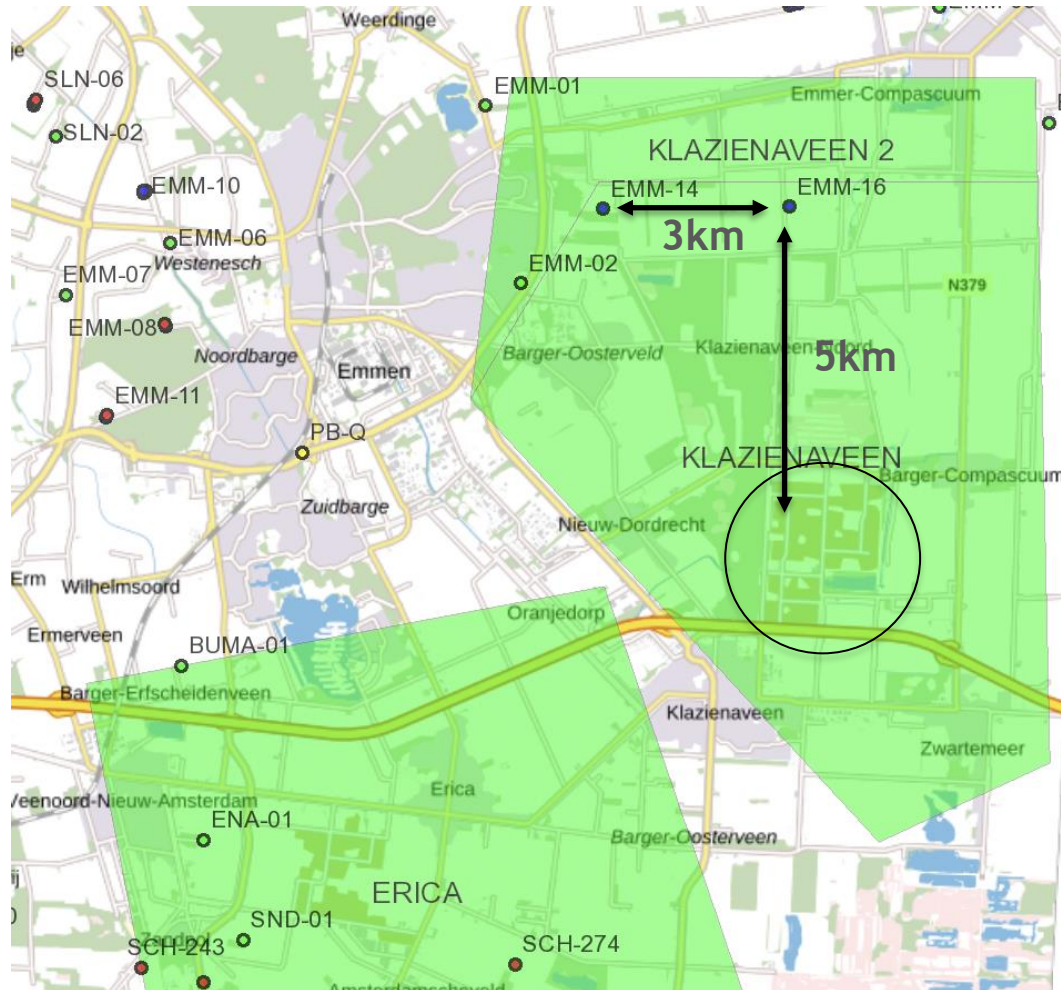 Weerdinge
SLN-06
EMM-01
Emmer-Compascuum
SLN-02
KLAZIENAVEEN 2
EMM-10
EMM-14
EMM-16
3km
EMM-06
Westenesch
EMM-07
EMM-02
N379
EMM-08
Noordbarge
Barger-Oosterveld
5km
Emmen
EMM-11
PB-Q
KLAZIENAVEEN
Barger-Compascuum
Zuidbarge
Nieuw-Dordrecht
Erm
Wilhelmsoord
Oranjedorp
Ermerveen
BUMA-01
Barger-Erfscheidenveen
Klazienaveen
Zwartemeer
Erica
Veenoord-Nieuw-Amsterdam
ENA-01
Barger-Oosterveen
ERICA
SND-01
SCH-243
SCH-274